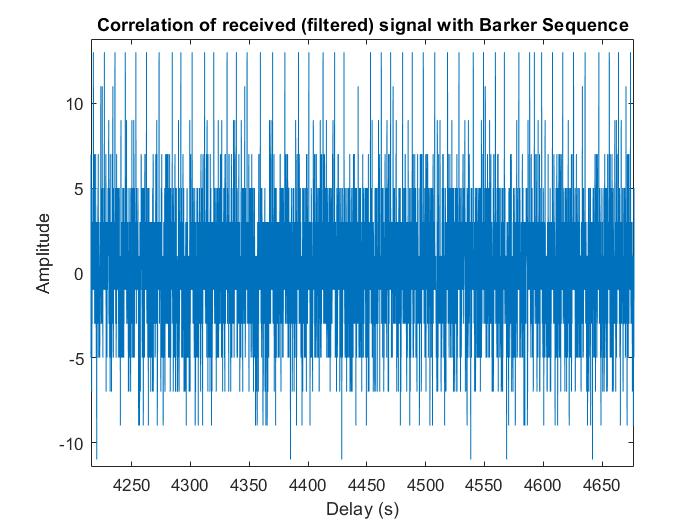 Correlation of received (filtered) signal with Barker Sequence
10
5
0
-5
-10
Amplitude
4250 4300 4350 4400 4450 4500 4550 4600 4650
Delay (s)